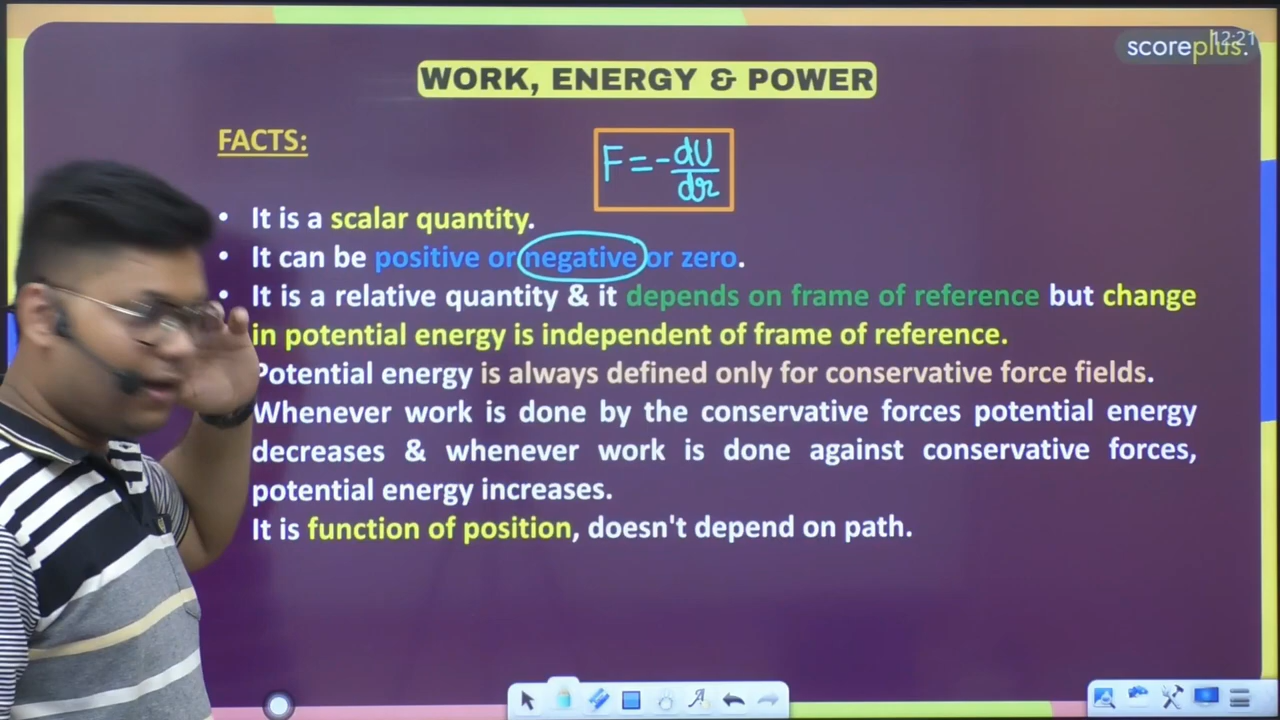 scoreplus.
12:21
WORK, ENERGY & POWER
FACTS:
F = - dU/dr
• It is a scalar quantity.
• It can be positive or negative or zero.
• It is a relative quantity & it depends on frame of reference but change
in potential energy is independent of frame of reference.
Potential energy is always defined only for conservative force fields.
Whenever work is done by the conservative forces potential energy
decreases & whenever work is done against conservative forces,
potential energy increases.
It is function of position, doesn't depend on path.